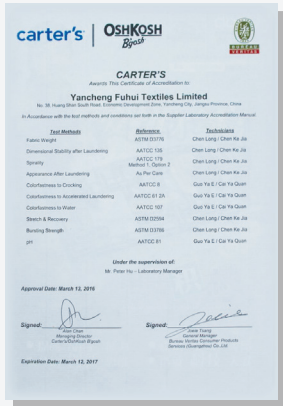 carter's OSHKOSH B'gosh
BUREAU VERITAS
CARTER'S
Awards This Certificate of Accreditation to:
Yancheng Fuhui Textiles Limited
No. 98, Huang Shan South Road, Economic Development Zone, Yancheng City, Jiangsu Province, China
In Accordance with the test methods and conditions set forth in the Supplier Laboratory Accreditation Manual
Test Methods Reference Technicians
Fabric Weight ASTM D3776 Chen Long / Chen Ke Jia
Dimensional Stability after Laundering AATCC 135 Chen Long / Chen Ke Jia
Spirality AATCC 179 Method 1, Option 2 Chen Long / Chen Ke Jia
Appearance After Laundering As Per Care Chen Long / Chen Ke Jia
Colorfastness to Crocking AATCC 8 Guo Ya E / Cai Ya Quan
Colorfastness to Accelerated Laundering AATCC 61 2A Guo Ya E / Cai Ya Quan
Colorfastness to Water AATCC 107 Guo Ya E / Cai Ya Quan
Stretch & Recovery ASTM D2594 Chen Long / Chen Ke Jia
Bursting Strength ASTM D3786 Chen Long / Chen Ke Jia
pH AATCC 81 Guo Ya E / Cai Ya Quan
Under the supervision of:
Mr. Peter Hu – Laboratory Manager
Approval Date: March 13, 2016
Signed: Signed:
Alan Chan
Managing Director General Manager
Carter's/OshKosh B'gosh Bureau Veritas Consumer Products
Services (Guangzhou) Co. Ltd
Expiration Date: March 12, 2017